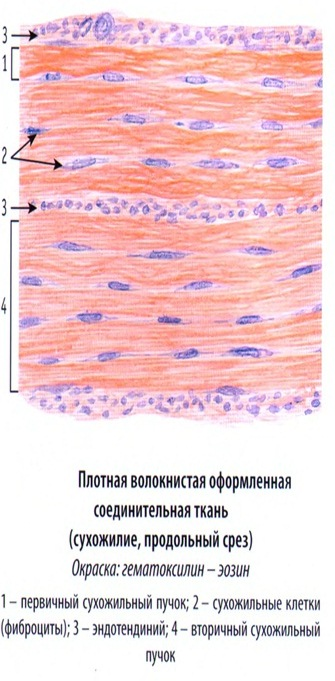 3
1
2
3
4
Плотная волокнистая оформленная
соединительная ткань
(сухожилие, продольный срез)
Окраска: гематоксилин – эозин
1 – первичный сухожильный пучок; 2 – сухожильные клетки
(фиброциты); 3 – эндотендиний; 4 – вторичный сухожильный
пучок